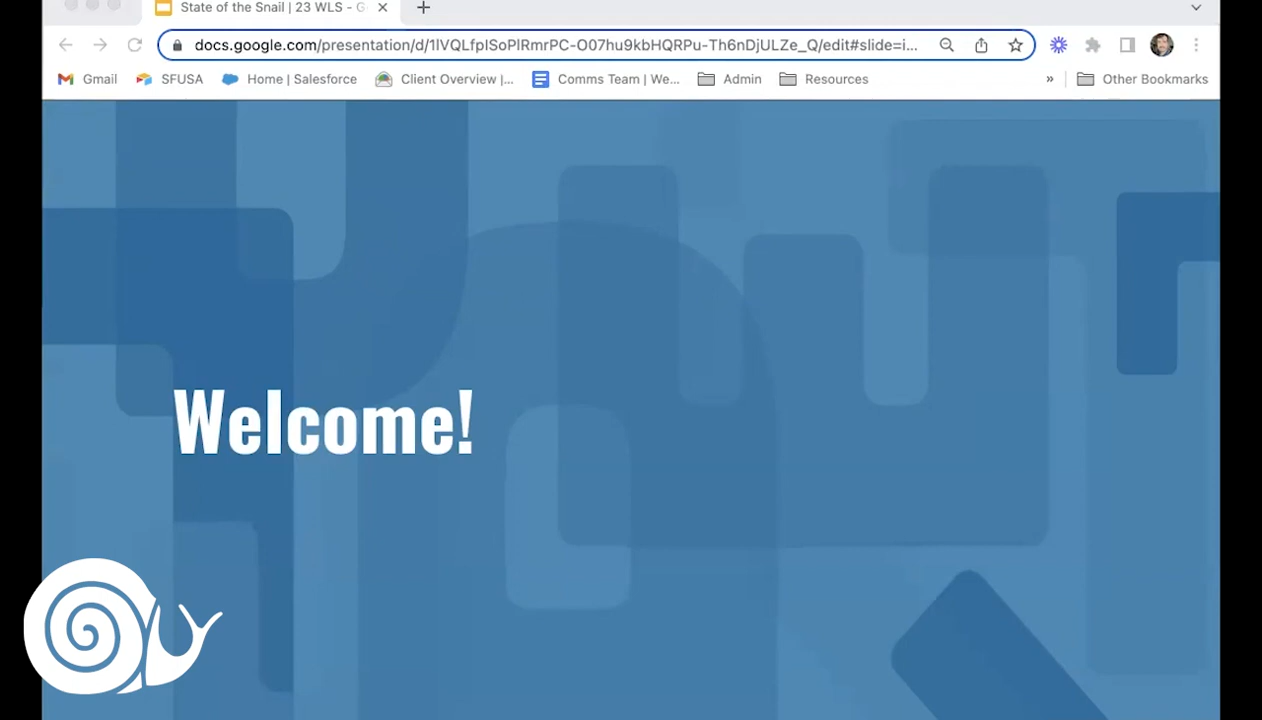 State of the Snail | 23 WLS - G
docs.google.com/presentation/d/1lVQLfpISoPlRmrPC-O07hu9kbHQRPu-Th6nDjULZe_Q/edit#slide=i...
Gmail SFUSA Home | Salesforce Client Overview |... Comms Team | We... Admin Resources » Other Bookmarks
Welcome!